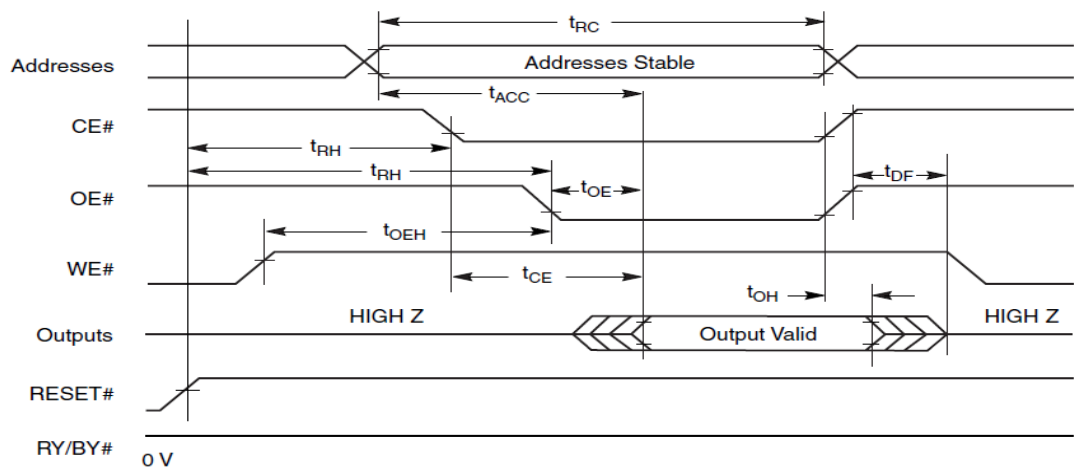 tRC
Addresses
Addresses Stable
tACC
CE#
tRH
tRH
tOE
tDF
OE#
tOEH
WE#
tCE
tOH
HIGH Z
HIGH Z
Outputs
Output Valid
RESET#
RY/BY#
0 V